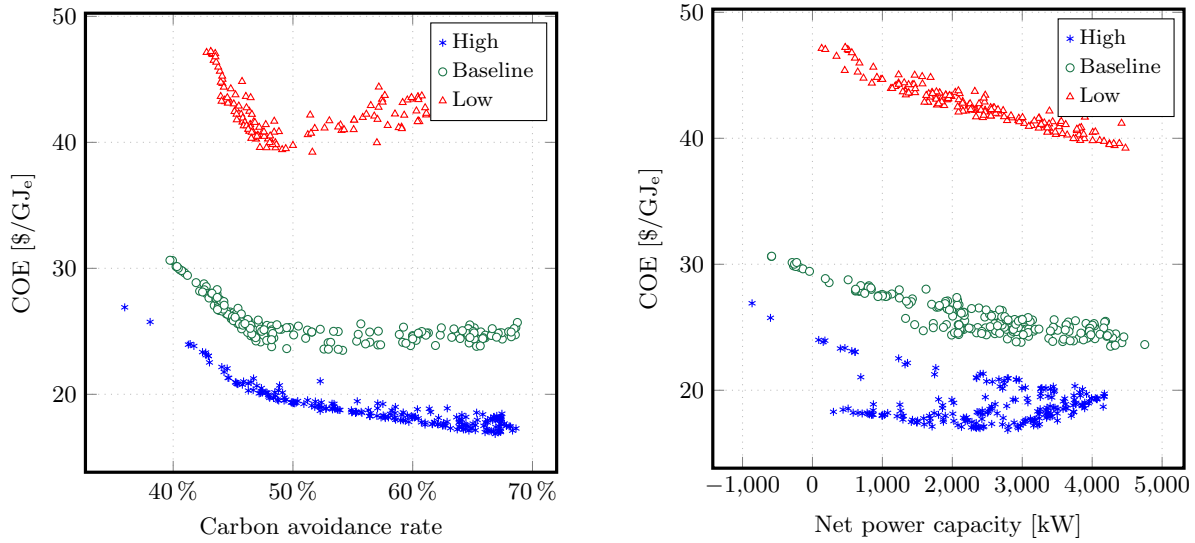 50
40
30
20
COE [$/GJe]
40 % 50 % 60 % 70 %
Carbon avoidance rate
High
Baseline
Low
50
40
30
20
COE [$/GJe]
−1,000 0 1,000 2,000 3,000 4,000 5,000
Net power capacity [kW]
High
Baseline
Low